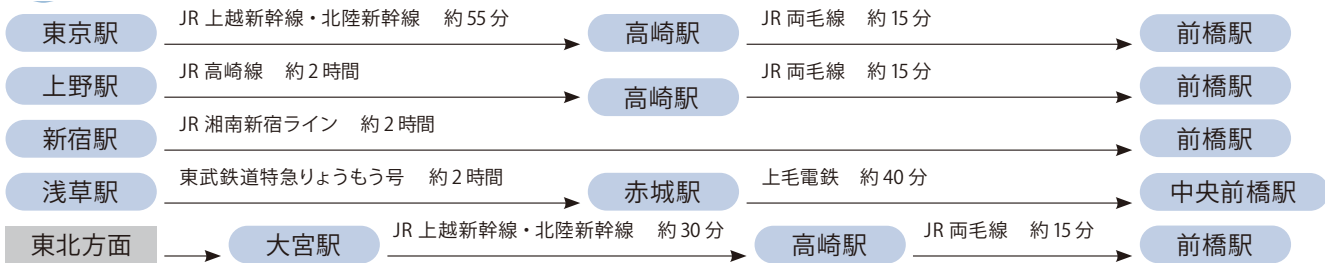 東京駅 JR 上越新幹線・北陸新幹線 約 55 分 高崎駅 JR 両毛線 約 15 分 前橋駅
上野駅 JR 高崎線 約 2 時間 高崎駅 JR 両毛線 約 15 分 前橋駅
新宿駅 JR 湘南新宿ライン 約 2 時間 前橋駅
浅草駅 東武鉄道特急りょうもう号 約 2 時間 赤城駅 上毛電鉄 約 40 分 中央前橋駅
東北方面 大宮駅 JR 上越新幹線・北陸新幹線 約 30 分 高崎駅 JR 両毛線 約 15 分 前橋駅